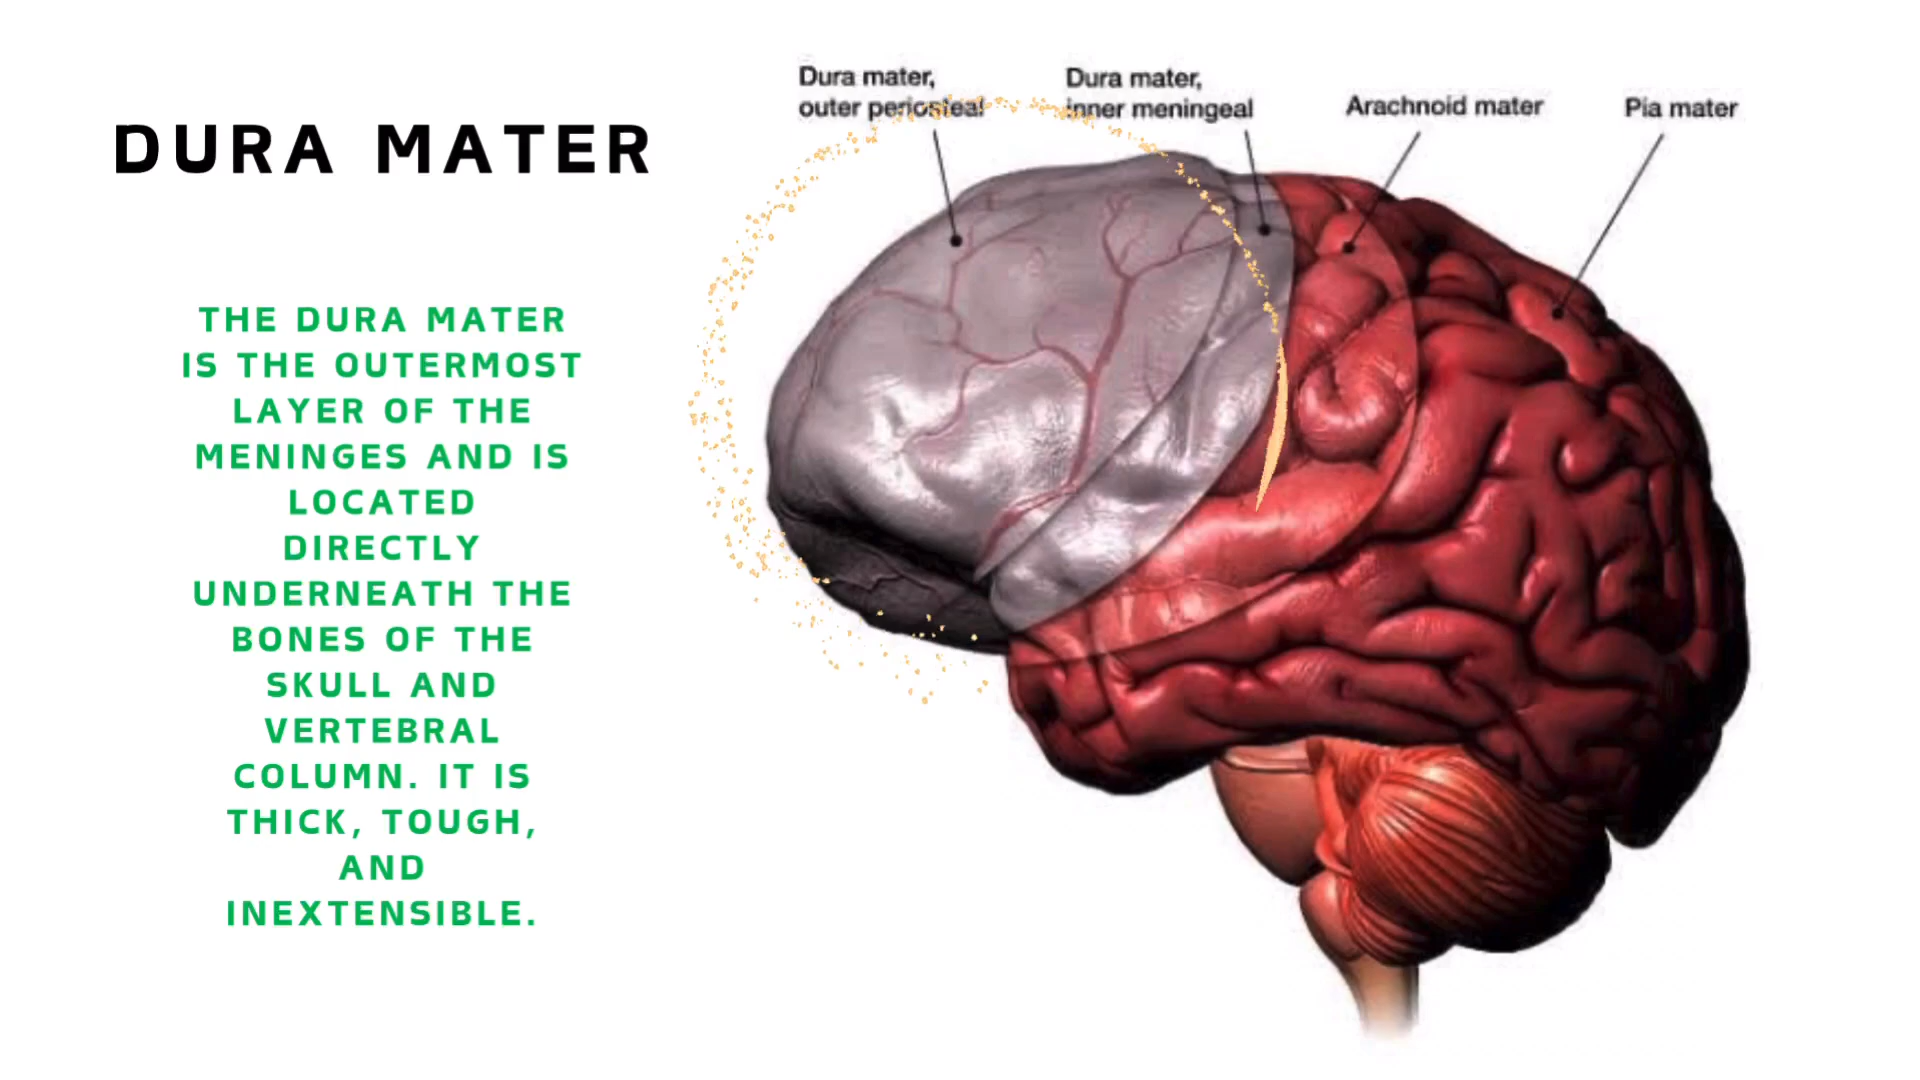 DURA MATER
THE DURA MATER
IS THE OUTERMOST
LAYER OF THE
MENINGES AND IS
LOCATED
DIRECTLY
UNDERNEATH THE
BONES OF THE
SKULL AND
VERTEBRAL
COLUMN. IT IS
THICK, TOUGH,
AND
INEXTENSIBLE.
Dura mater,
outer periosteal
Dura mater,
inner meningeal
Arachnoid mater
Pia mater